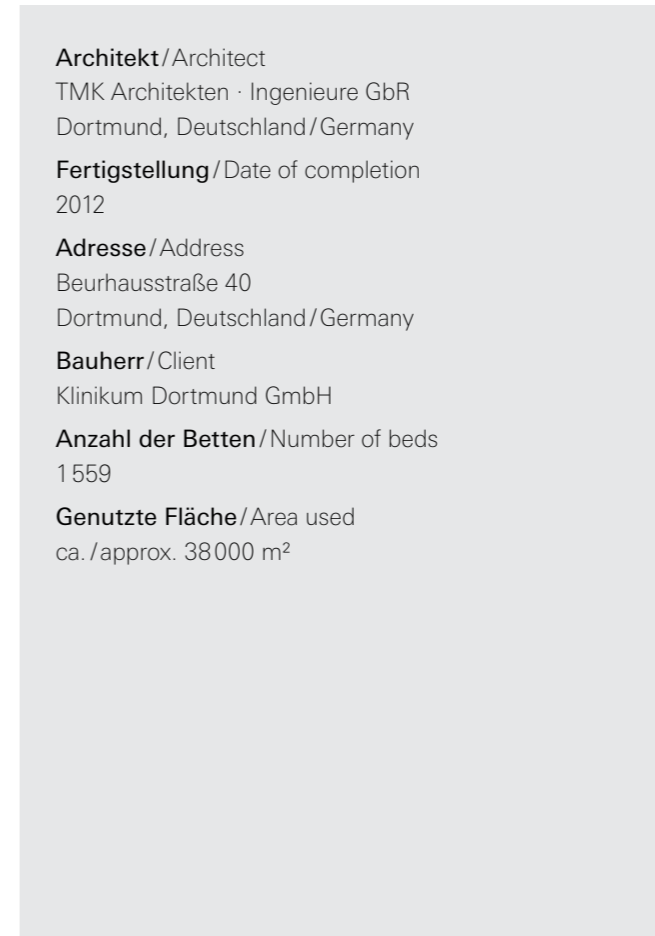 Architekt/Architect
TMK Architekten · Ingenieure GbR
Dortmund, Deutschland/Germany
Fertigstellung/Date of completion
2012
Adresse/Address
Beurhausstraße 40
Dortmund, Deutschland/Germany
Bauherr/Client
Klinikum Dortmund GmbH
Anzahl der Betten/Number of beds
1 559
Genutzte Fläche/Area used
ca./approx. 38 000 m²